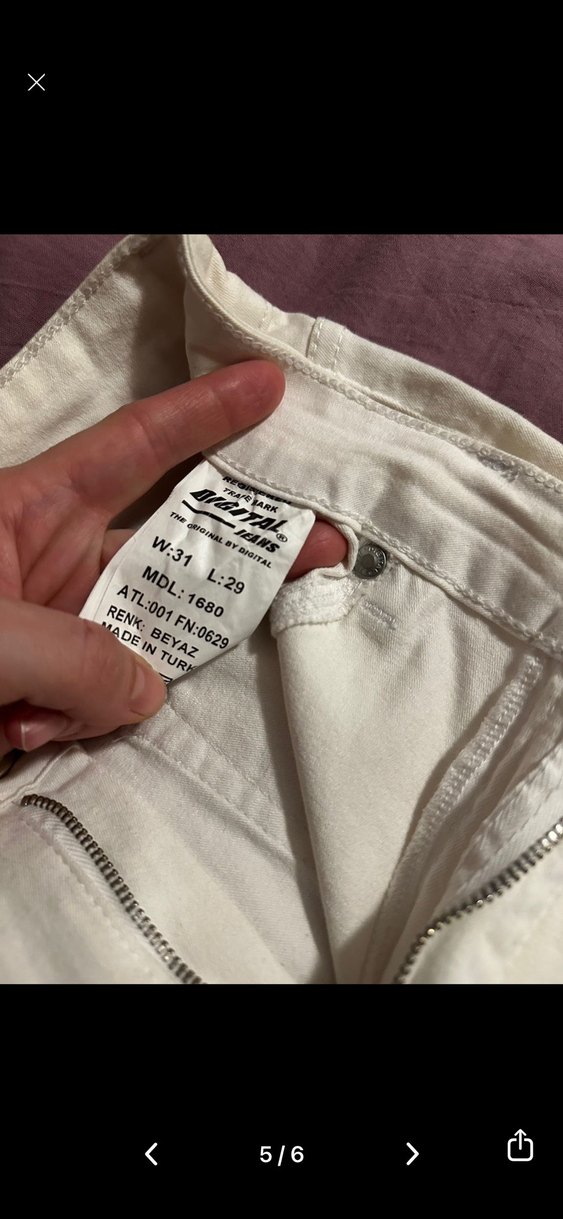 TRADE MARK
DIGITAL®
JEANS
THE ORIGINAL BY DIGITAL
W:31 L:29
MDL: 1680
ATL:001 FN:0629
RENK: BEYAZ
MADE IN TURK
5/6